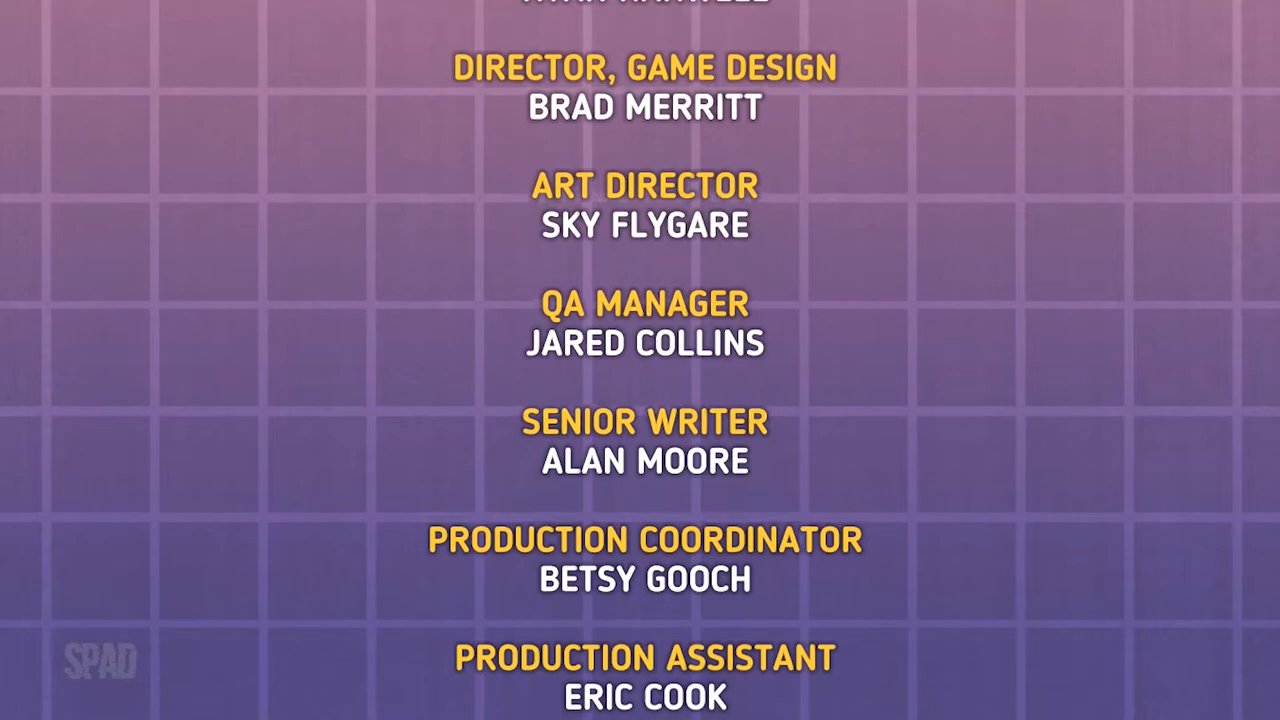 DIRECTOR, GAME DESIGN
BRAD MERRITT
ART DIRECTOR
SKY FLYGARE
QA MANAGER
JARED COLLINS
SENIOR WRITER
ALAN MOORE
PRODUCTION COORDINATOR
BETSY GOOCH
PRODUCTION ASSISTANT
ERIC COOK
SPAD